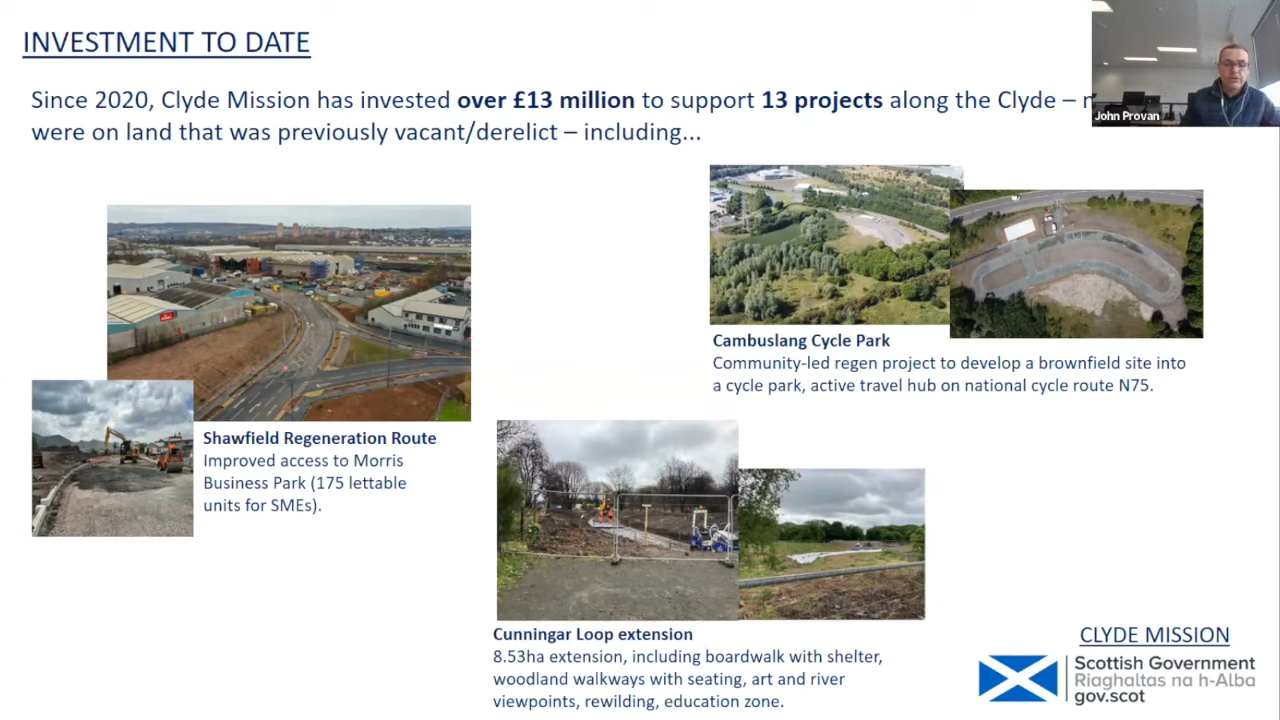 INVESTMENT TO DATE
Since 2020, Clyde Mission has invested over £13 million to support 13 projects along the Clyde –
were on land that was previously vacant/derelict – including...
John Provan
Cambuslang Cycle Park
Community-led regen project to develop a brownfield site into
a cycle park, active travel hub on national cycle route N75.
Shawfield Regeneration Route
Improved access to Morris
Business Park (175 lettable
units for SMEs).
Cunningar Loop extension
8.53ha extension, including boardwalk with shelter,
woodland walkways with seating, art and river
viewpoints, rewilding, education zone.
CLYDE MISSION
Scottish Government
Riaghaltas na h-Alba
gov.scot